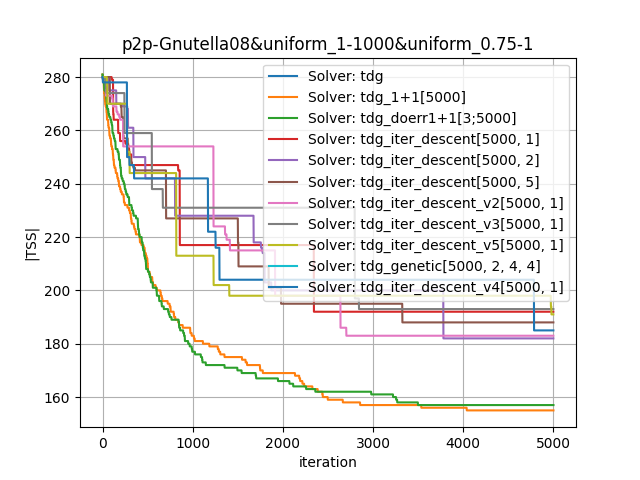 p2p-Gnutella08&uniform_1-1000&uniform_0.75-1
|TSS|
280
260
240
220
200
180
160
Solver: tdg
Solver: tdg_1+1[5000]
Solver: tdg_doerr1+1[3;5000]
Solver: tdg_iter_descent[5000, 1]
Solver: tdg_iter_descent[5000, 2]
Solver: tdg_iter_descent[5000, 5]
Solver: tdg_iter_descent_v2[5000, 1]
Solver: tdg_iter_descent_v3[5000, 1]
Solver: tdg_iter_descent_v5[5000, 1]
Solver: tdg_genetic[5000, 2, 4, 4]
Solver: tdg_iter_descent_v4[5000, 1]
0 1000 2000 3000 4000 5000
iteration